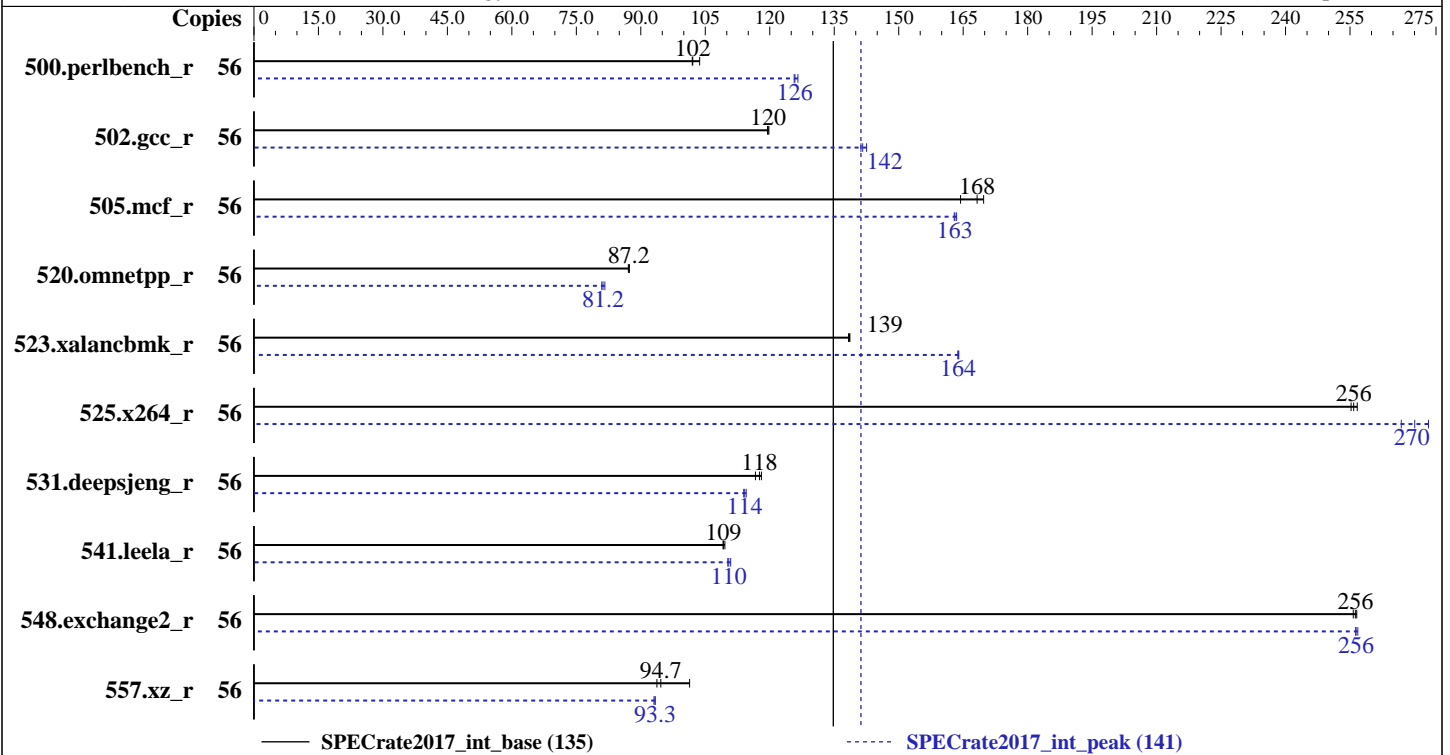 Copies 0 15.0 30.0 45.0 60.0 75.0 90.0 105 120 135 150 165 180 195 210 225 240 255 275
500.perlbench_r 56 102
126
502.gcc_r 56 120
142
505.mcf_r 56 168
163
520.omnetpp_r 56 87.2
81.2
523.xalancbmk_r 56 139
164
525.x264_r 56 256
270
531.deepsjeng_r 56 118
114
541.leela_r 56 109
110
548.exchange2_r 56 256
256
557.xz_r 56 94.7
93.3
SPECrate2017_int_base (135) SPECrate2017_int_peak (141)